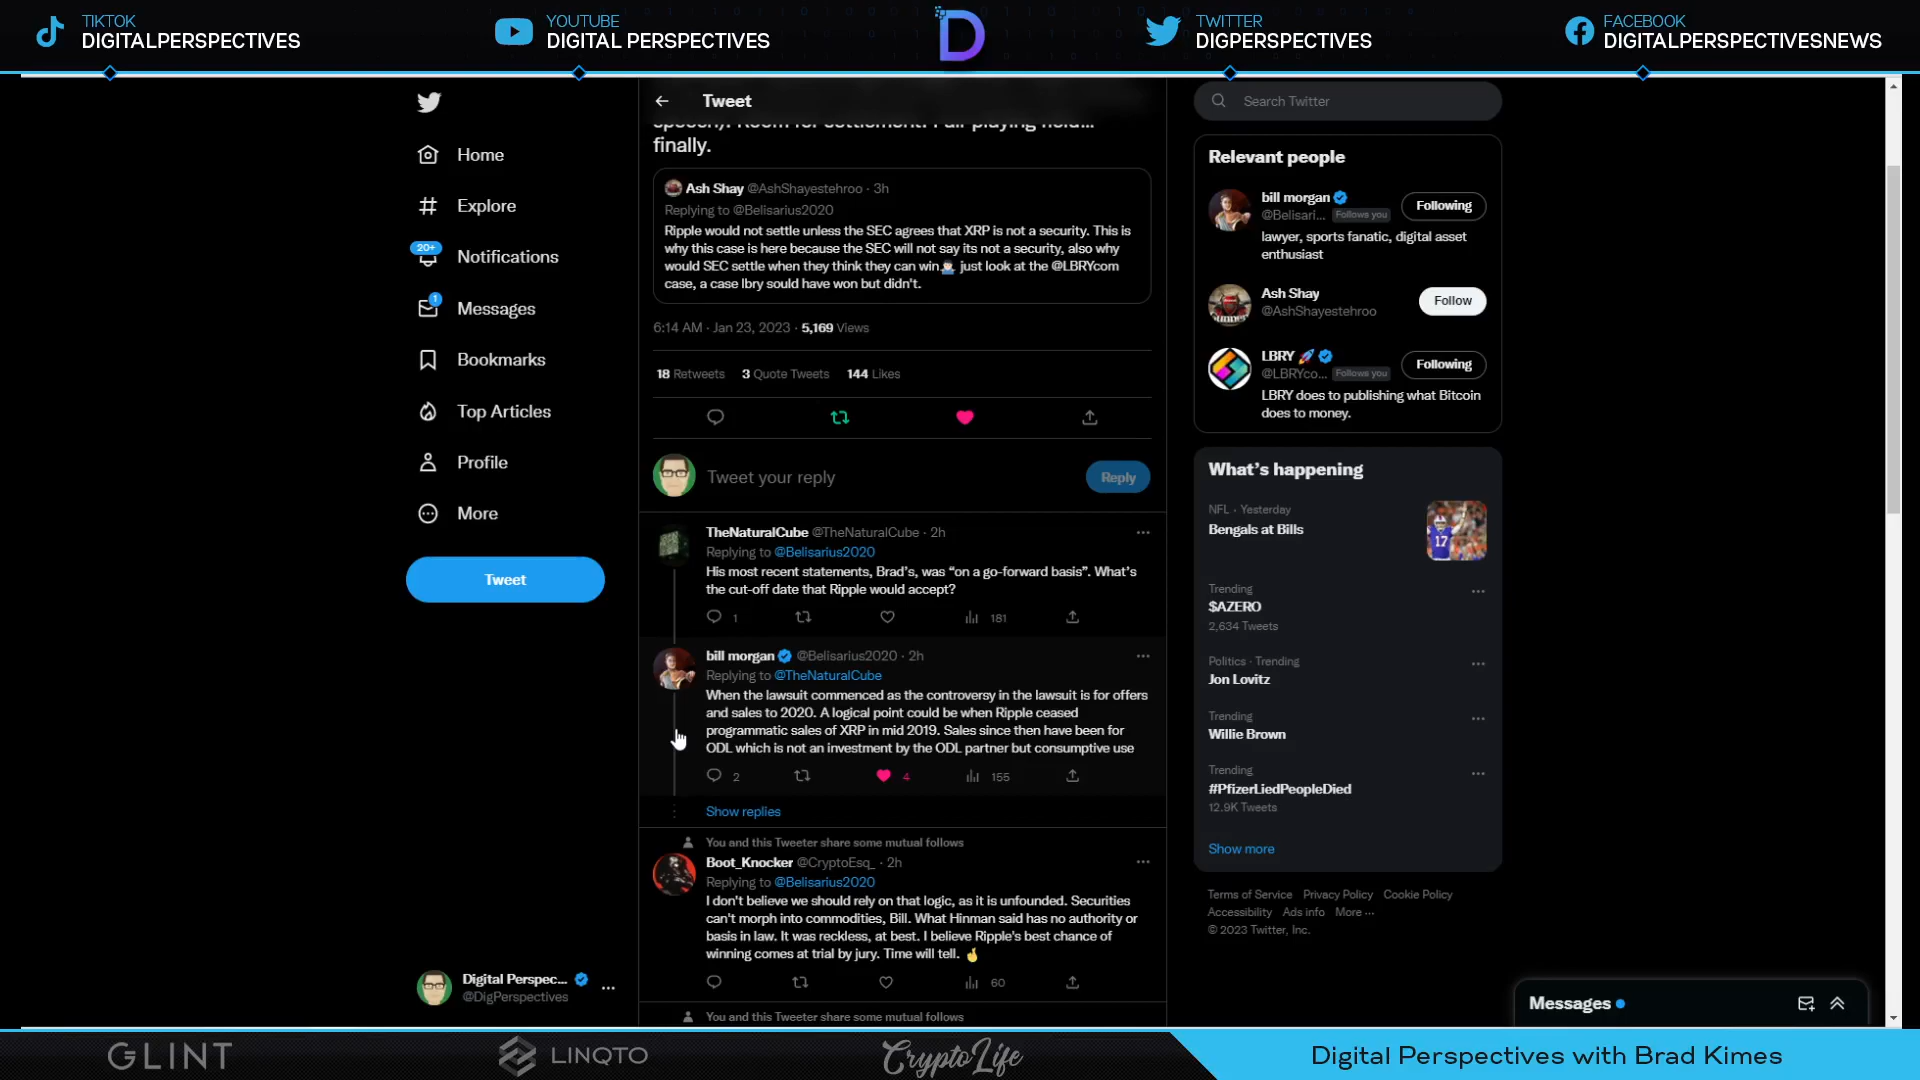 TIKTOK
DIGITALPERSPECTIVES
YOUTUBE
DIGITAL PERSPECTIVES
D
TWITTER
DIGPERSPECTIVES
FACEBOOK
DIGITALPERSPECTIVESNEWS
Home
Explore
20+
Notifications
1
Messages
Bookmarks
Top Articles
Profile
More
Tweet
Digital Perspec...
@DigPerspectives
Tweet
speech). Room for settlement. Fair playing field...
finally.
Ash Shay @AshShayestehroo · 3h
Replying to @Belisarius2020
Ripple would not settle unless the SEC agrees that XRP is not a security. This is
why this case is here because the SEC will not say its not a security, also why
would SEC settle when they think they can win🤷🏻‍♂️ just look at the @LBRYcom
case, a case lbry sould have won but didn't.
6:14 AM · Jan 23, 2023 · 5,169 Views
18 Retweets 3 Quote Tweets 144 Likes
Tweet your reply
Reply
TheNaturalCube @TheNaturalCube · 2h
Replying to @Belisarius2020
His most recent statements, Brad's, was “on a go-forward basis”. What's
the cut-off date that Ripple would accept?
1 181
bill morgan @Belisarius2020 · 2h
Replying to @TheNaturalCube
When the lawsuit commenced as the controversy in the lawsuit is for offers
and sales to 2020. A logical point could be when Ripple ceased
programmatic sales of XRP in mid 2019. Sales since then have been for
ODL which is not an investment by the ODL partner but consumptive use
2 4 155
Show replies
You and this Tweeter share some mutual follows
Boot_Knocker @CryptoEsq_ · 2h
Replying to @Belisarius2020
I don't believe we should rely on that logic, as it is unfounded. Securities
can't morph into commodities, Bill. What Hinman said has no authority or
basis in law. It was reckless, at best. I believe Ripple's best chance of
winning comes at trial by jury. Time will tell. 🤞
60
You and this Tweeter share some mutual follows
Search Twitter
Relevant people
bill morgan
@Belisari... Follows you
Following
lawyer, sports fanatic, digital asset
enthusiast
Ash Shay
@AshShayestehroo
Follow
LBRY 🚀
@LBRYco... Follows you
Following
LBRY does to publishing what Bitcoin
does to money.
What's happening
NFL · Yesterday
Bengals at Bills
17
Trending
$AZERO
2,634 Tweets
Politics · Trending
Jon Lovitz
Trending
Willie Brown
Trending
#PfizerLiedPeopleDied
12.9K Tweets
Show more
Terms of Service Privacy Policy Cookie Policy
Accessibility Ads info More ···
© 2023 Twitter, Inc.
Messages
GLINT
LINQTO
CryptoLife
Digital Perspectives with Brad Kimes